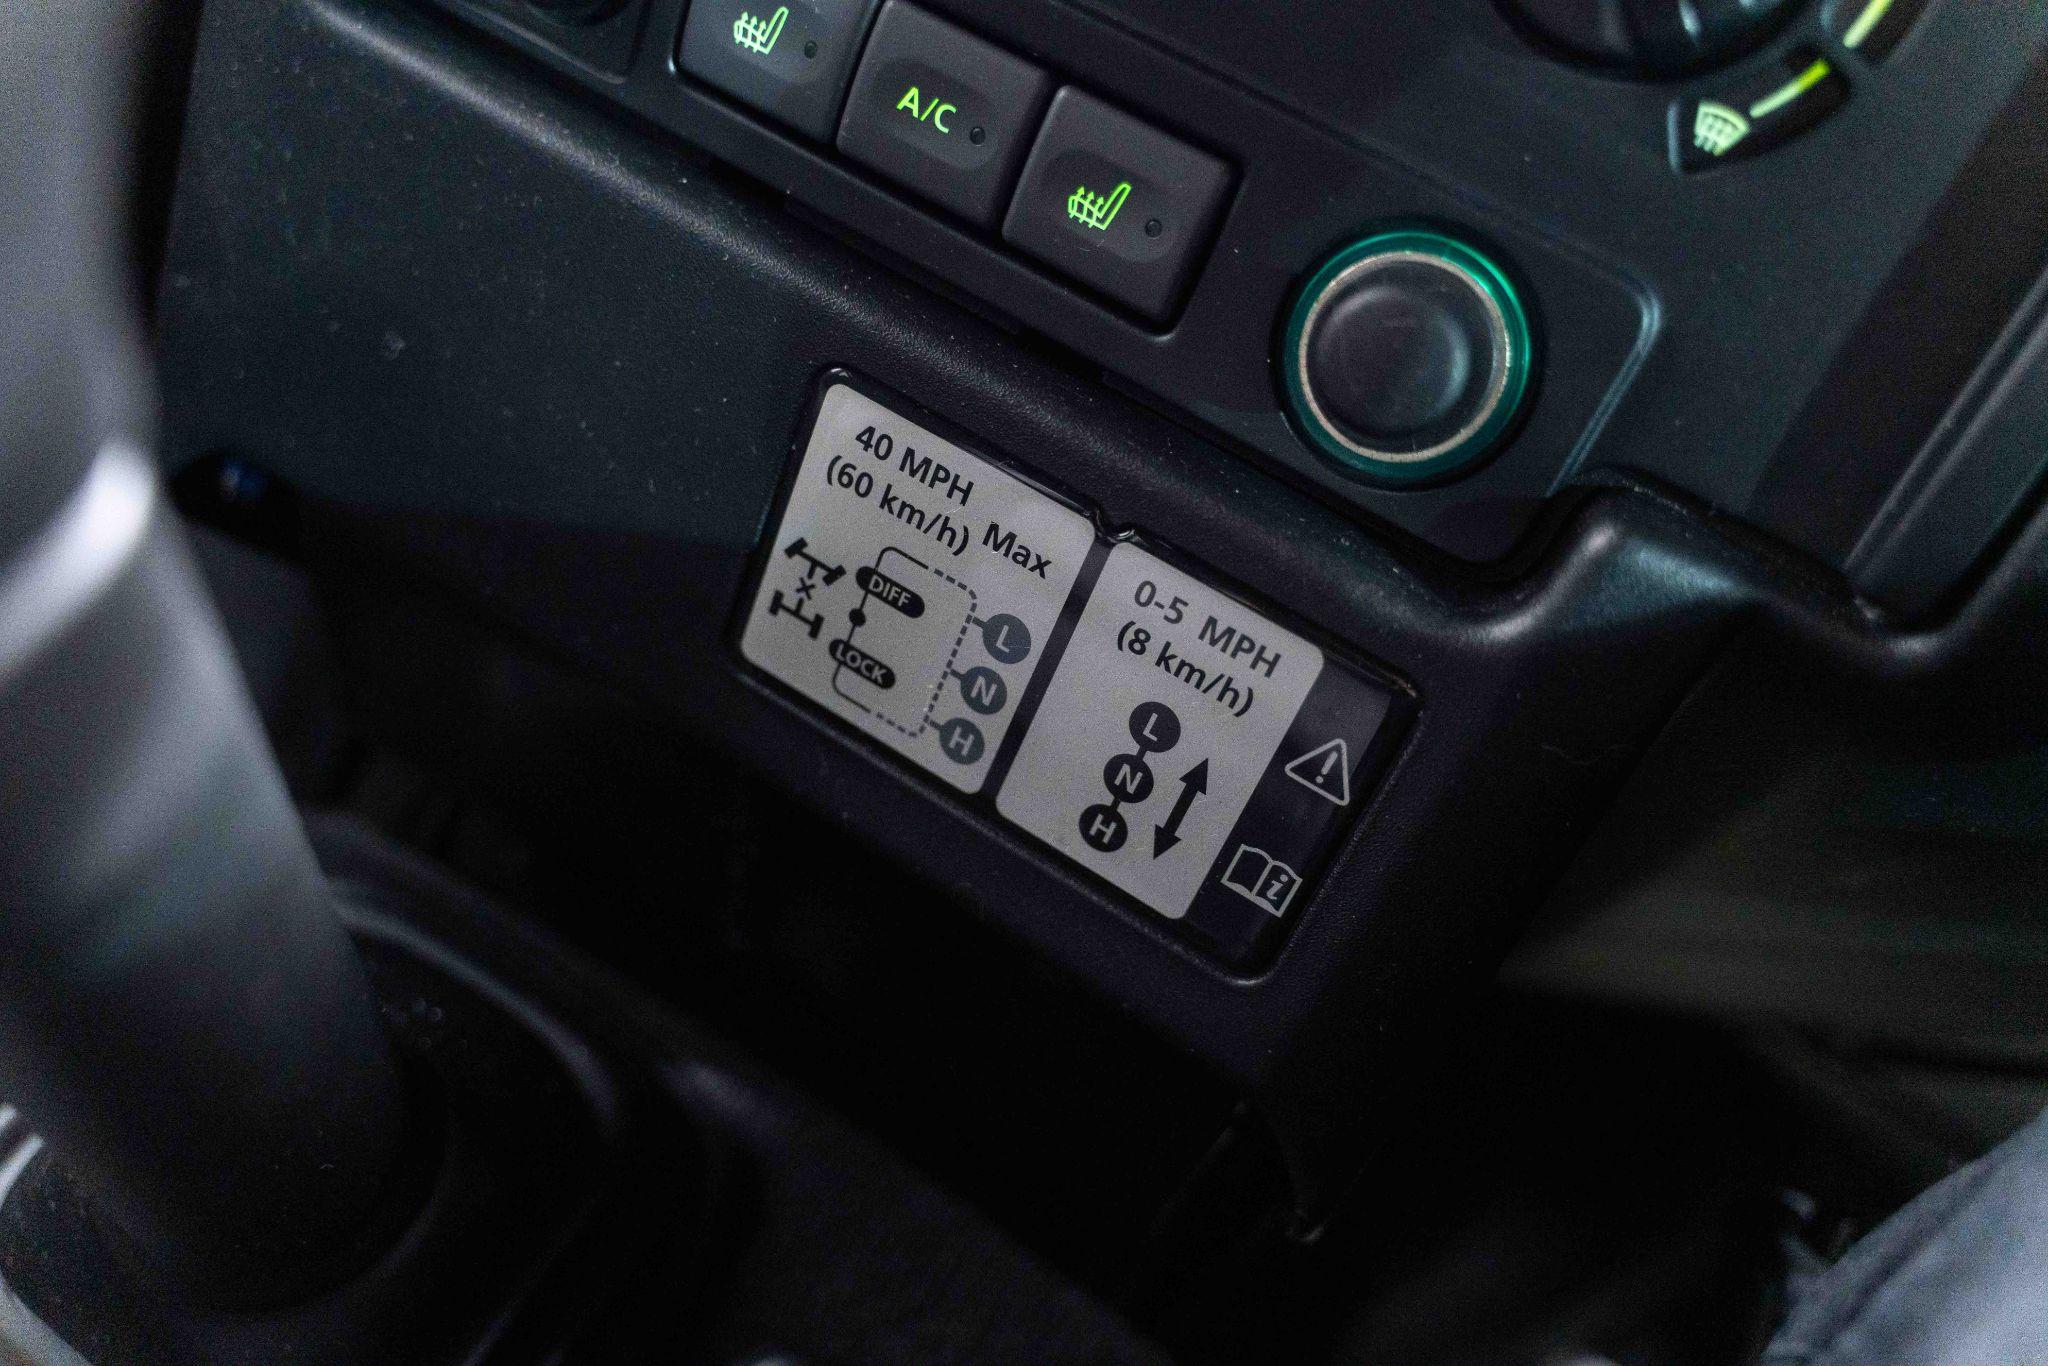 A/C
40 MPH
(60 km/h) Max
DIFF
LOCK
L
N
H
0-5 MPH
(8 km/h)
L
N
H
i